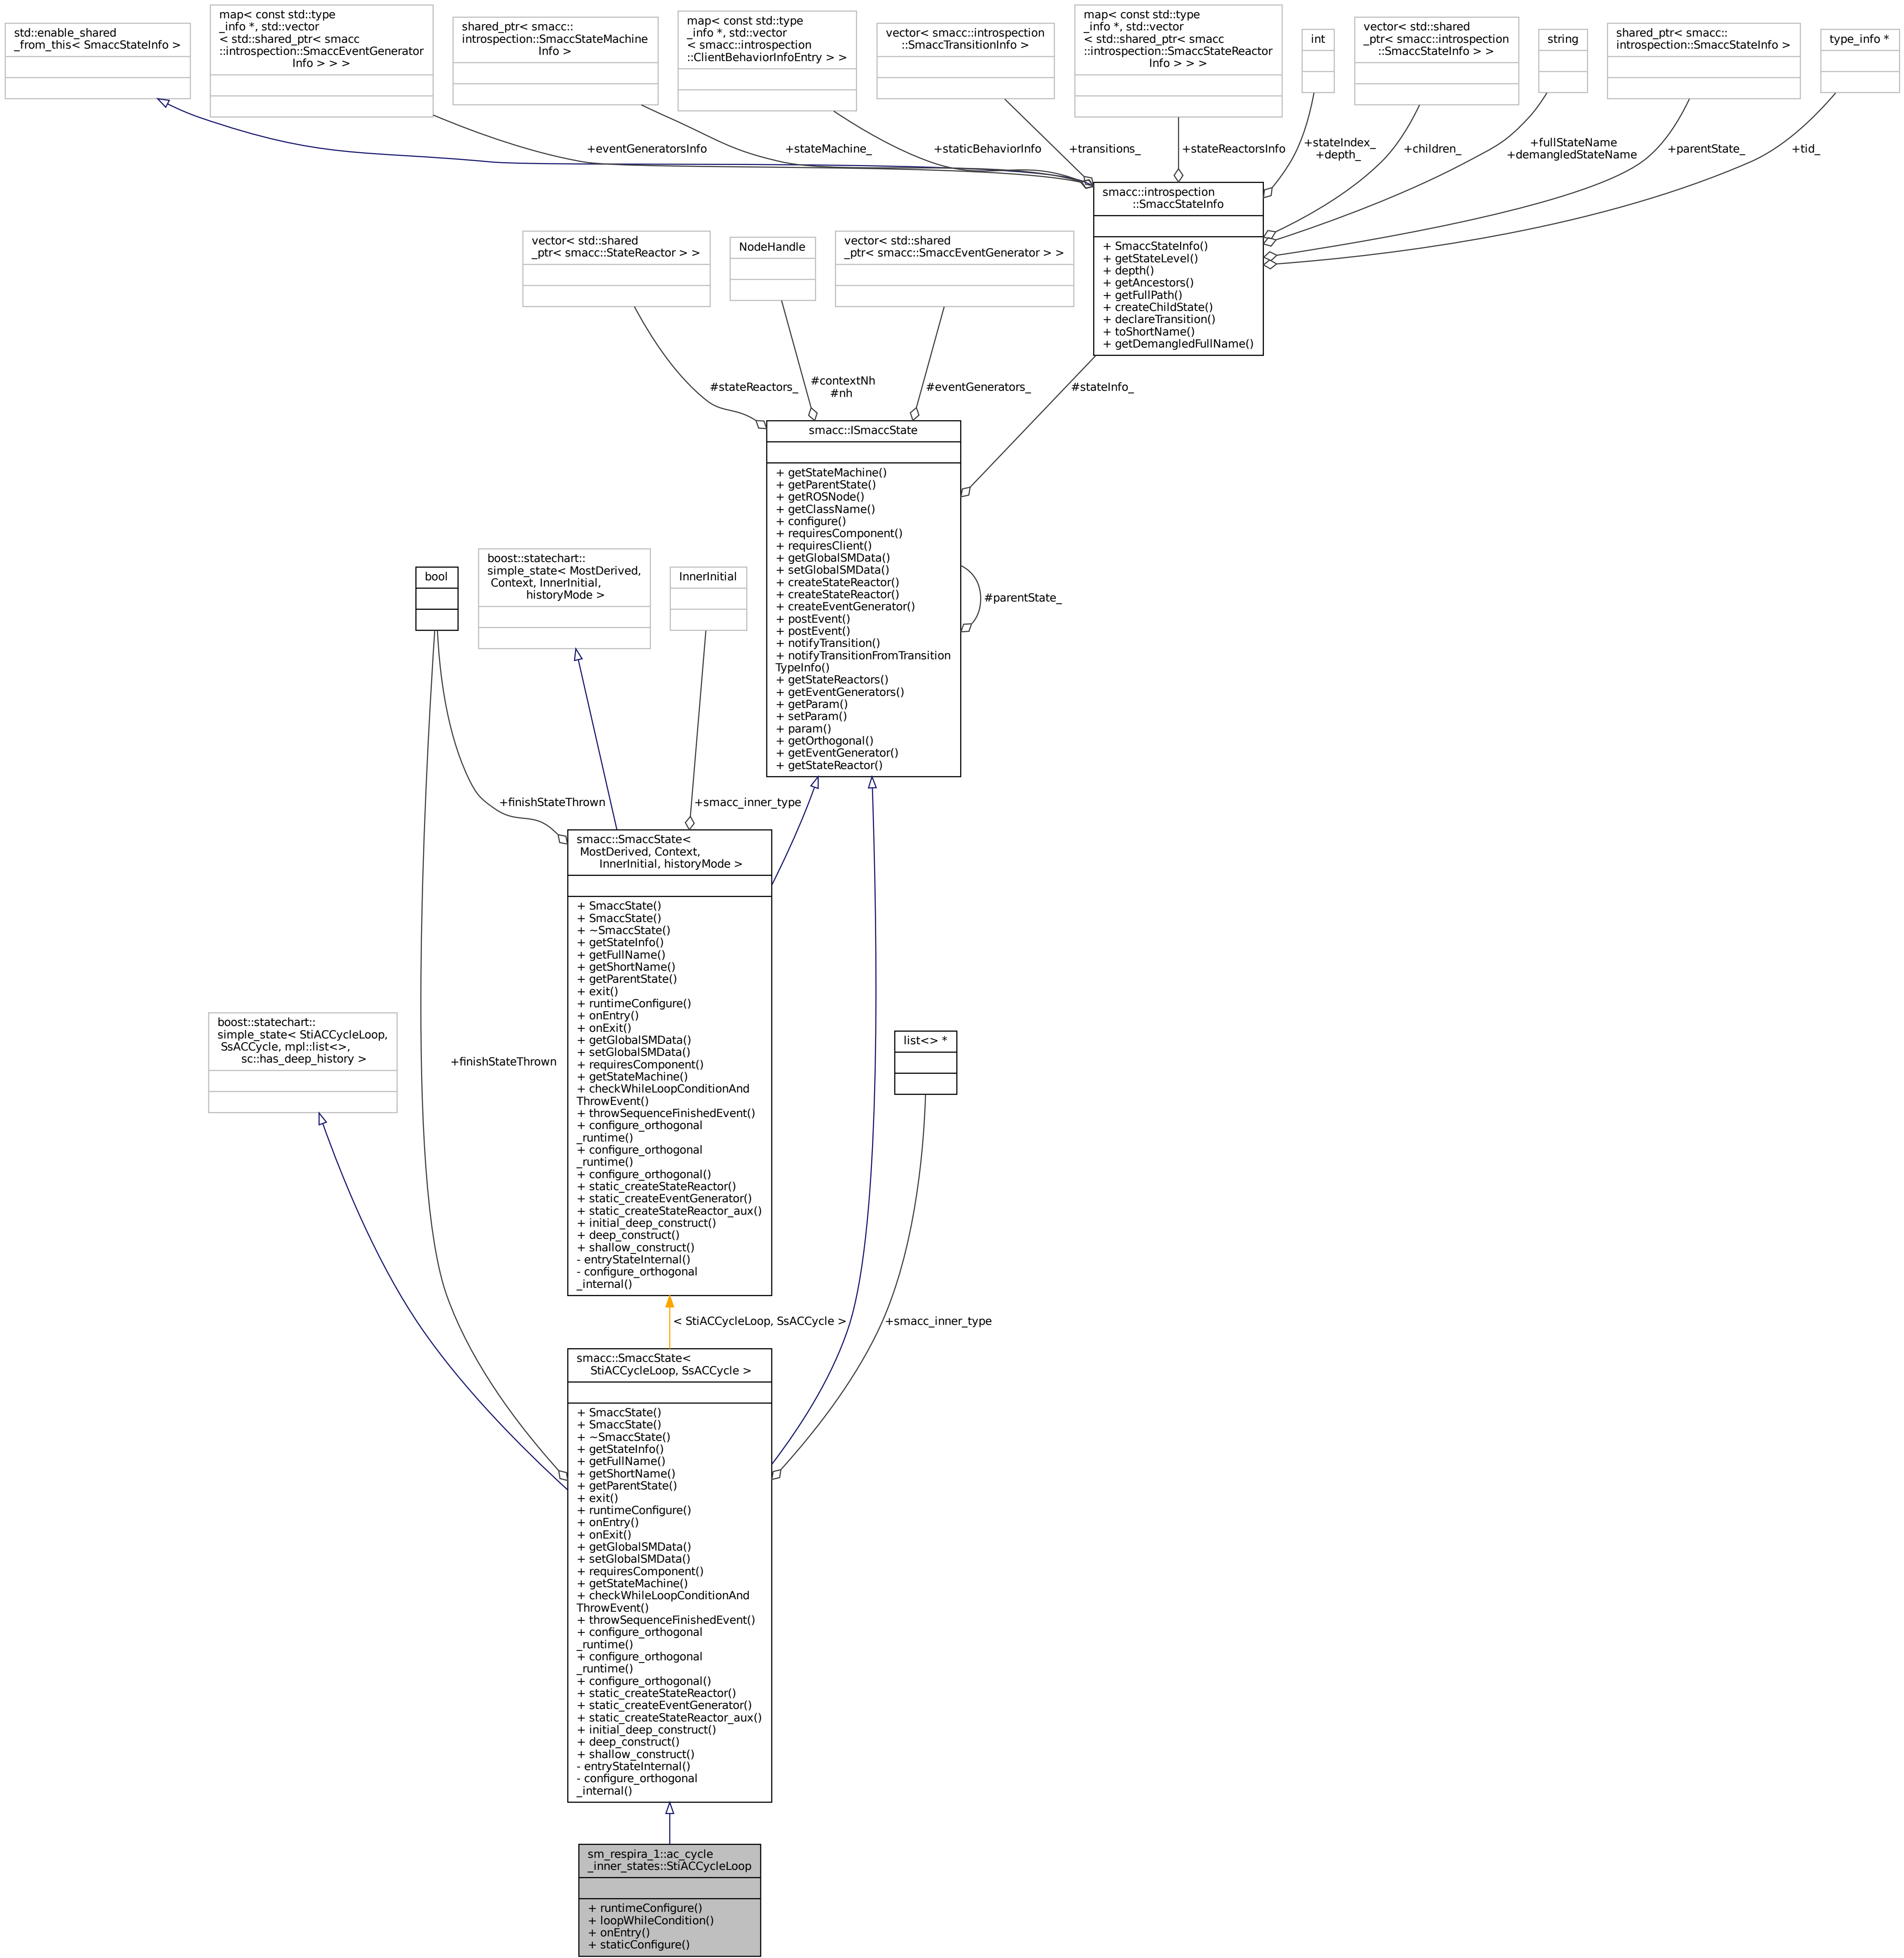 std::enable_shared
_from_this< SmaccStateInfo >
map< const std::type
_info *, std::vector
< std::shared_ptr< smacc
::introspection::SmaccEventGenerator
Info > > >
shared_ptr< smacc::
introspection::SmaccStateMachine
Info >
map< const std::type
_info *, std::vector
< smacc::introspection
::ClientBehaviorInfoEntry > >
vector< smacc::introspection
::SmaccTransitionInfo >
map< const std::type
_info *, std::vector
< std::shared_ptr< smacc
::introspection::SmaccStateReactor
Info > > >
int
vector< std::shared
_ptr< smacc::introspection
::SmaccStateInfo > >
string
shared_ptr< smacc::
introspection::SmaccStateInfo >
type_info *
+eventGeneratorsInfo
+stateMachine_
+staticBehaviorInfo
+transitions_
+stateReactorsInfo
+stateIndex_
+depth_
+children_
+fullStateName
+demangledStateName
+parentState_
+tid_
smacc::introspection
::SmaccStateInfo
+ SmaccStateInfo()
+ getStateLevel()
+ depth()
+ getAncestors()
+ getFullPath()
+ createChildState()
+ declareTransition()
+ toShortName()
+ getDemangledFullName()
vector< std::shared
_ptr< smacc::StateReactor > >
NodeHandle
vector< std::shared
_ptr< smacc::SmaccEventGenerator > >
#stateReactors_
#contextNh
#nh
#eventGenerators_
#stateInfo_
smacc::ISmaccState
+ getStateMachine()
+ getParentState()
+ getROSNode()
+ getClassName()
+ configure()
+ requiresComponent()
+ requiresClient()
+ getGlobalSMData()
+ setGlobalSMData()
+ createStateReactor()
+ createStateReactor()
+ createEventGenerator()
+ postEvent()
+ postEvent()
+ notifyTransition()
+ notifyTransitionFromTransition
TypeInfo()
+ getStateReactors()
+ getEventGenerators()
+ getParam()
+ setParam()
+ param()
+ getOrthogonal()
+ getEventGenerator()
+ getStateReactor()
#parentState_
bool
boost::statechart::
simple_state< MostDerived,
Context, InnerInitial,
historyMode >
InnerInitial
+finishStateThrown
+smacc_inner_type
smacc::SmaccState<
MostDerived, Context,
InnerInitial, historyMode >
+ SmaccState()
+ SmaccState()
+ ~SmaccState()
+ getStateInfo()
+ getFullName()
+ getShortName()
+ getParentState()
+ exit()
+ runtimeConfigure()
+ onEntry()
+ onExit()
+ getGlobalSMData()
+ setGlobalSMData()
+ requiresComponent()
+ getStateMachine()
+ checkWhileLoopConditionAnd
ThrowEvent()
+ throwSequenceFinishedEvent()
+ configure_orthogonal
_runtime()
+ configure_orthogonal
_runtime()
+ configure_orthogonal()
+ static_createStateReactor()
+ static_createEventGenerator()
+ static_createStateReactor_aux()
+ initial_deep_construct()
+ deep_construct()
+ shallow_construct()
- entryStateInternal()
- configure_orthogonal
_internal()
boost::statechart::
simple_state< StiACCycleLoop,
SsACCycle, mpl::list<>,
sc::has_deep_history >
+finishStateThrown
list<> *
< StiACCycleLoop, SsACCycle >
+smacc_inner_type
smacc::SmaccState<
StiACCycleLoop, SsACCycle >
+ SmaccState()
+ SmaccState()
+ ~SmaccState()
+ getStateInfo()
+ getFullName()
+ getShortName()
+ getParentState()
+ exit()
+ runtimeConfigure()
+ onEntry()
+ onExit()
+ getGlobalSMData()
+ setGlobalSMData()
+ requiresComponent()
+ getStateMachine()
+ checkWhileLoopConditionAnd
ThrowEvent()
+ throwSequenceFinishedEvent()
+ configure_orthogonal
_runtime()
+ configure_orthogonal
_runtime()
+ configure_orthogonal()
+ static_createStateReactor()
+ static_createEventGenerator()
+ static_createStateReactor_aux()
+ initial_deep_construct()
+ deep_construct()
+ shallow_construct()
- entryStateInternal()
- configure_orthogonal
_internal()
sm_respira_1::ac_cycle
_inner_states::StiACCycleLoop
+ runtimeConfigure()
+ loopWhileCondition()
+ onEntry()
+ staticConfigure()